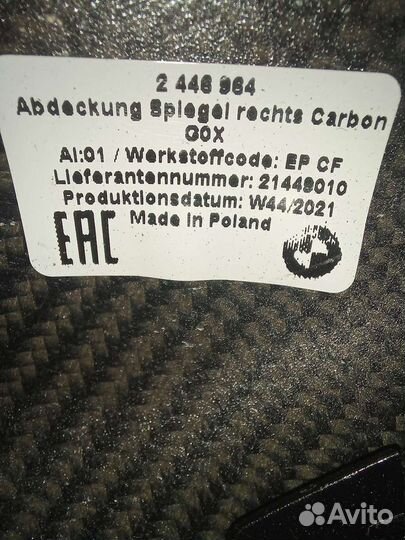 2 446 964
Abdeckung Spiegel rechts Carbon
G0X
AI:01 / Werkstoffcode: EP CF
Lieferantennummer: 21449010
Produktionsdatum: W44/2021
Made in Poland
EAC
Avito